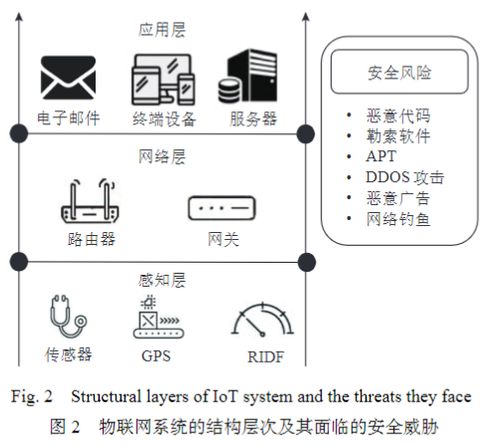 应用层
电子邮件 终端设备 服务器
网络层
路由器 网关
感知层
传感器 GPS RIDF
安全风险
• 恶意代码
• 勒索软件
• APT
• DDOS 攻击
• 恶意广告
• 网络钓鱼
Fig. 2 Structural layers of IoT system and the threats they face
图 2 物联网系统的结构层次及其面临的安全威胁